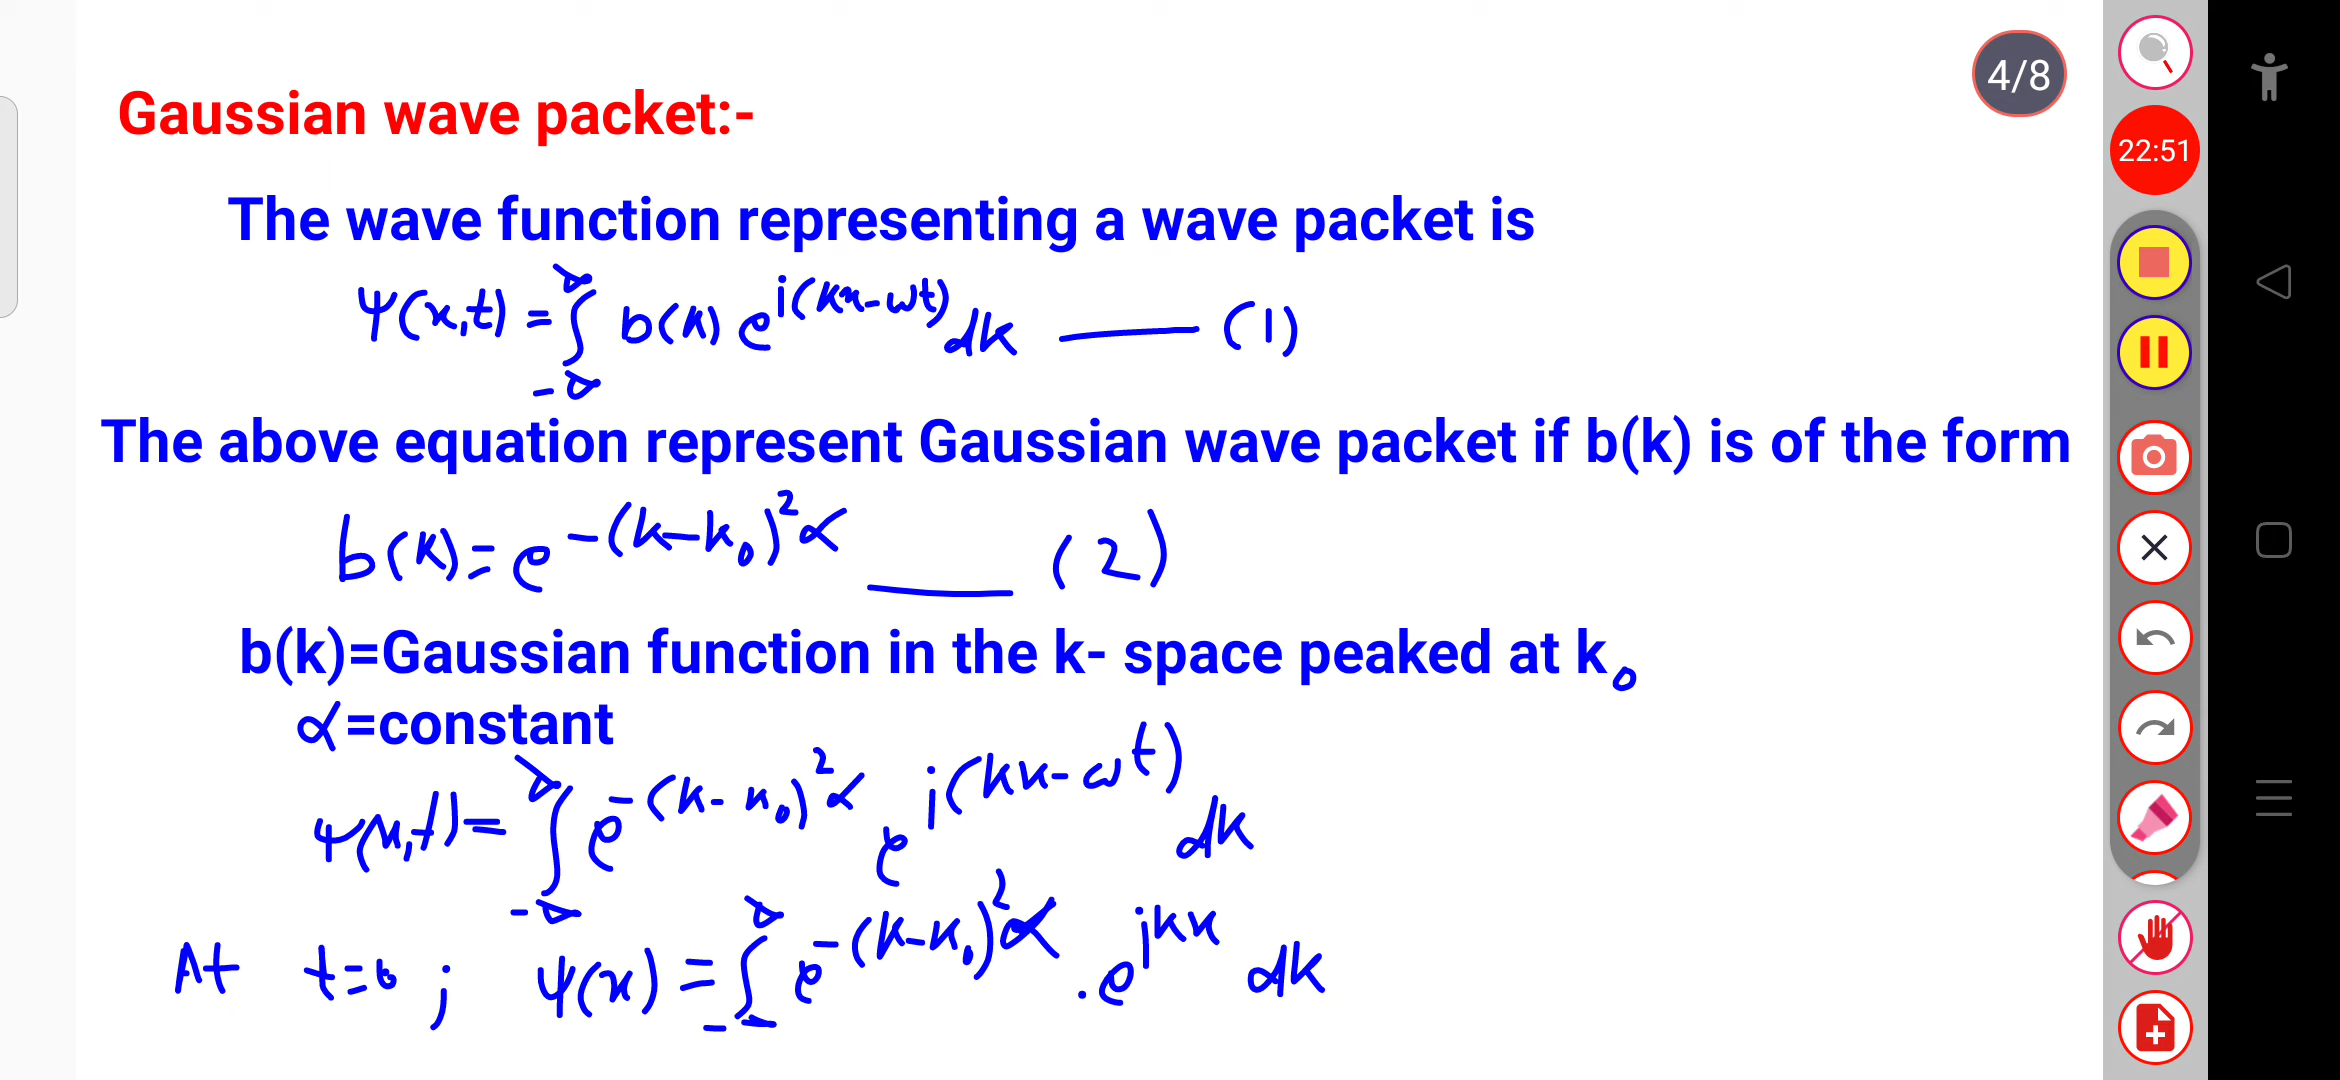 4/8
22:51
Gaussian wave packet:-
The wave function representing a wave packet is
ψ(x,t) = ∫_{-∞}^{∞} b(k) e^{i(kx-ωt)} dk —— (1)
The above equation represent Gaussian wave packet if b(k) is of the form
b(k) = e^{-(k-k₀)²α} —— (2)
b(k)=Gaussian function in the k- space peaked at k₀
α=constant
ψ(x,t) = ∫_{-∞}^{∞} e^{-(k-k₀)²α} e^{i(kx-ωt)} dk
At t=0 ; ψ(x) = ∫_{-∞}^{∞} e^{-(k-k₀)²α} . e^{ikx} dk